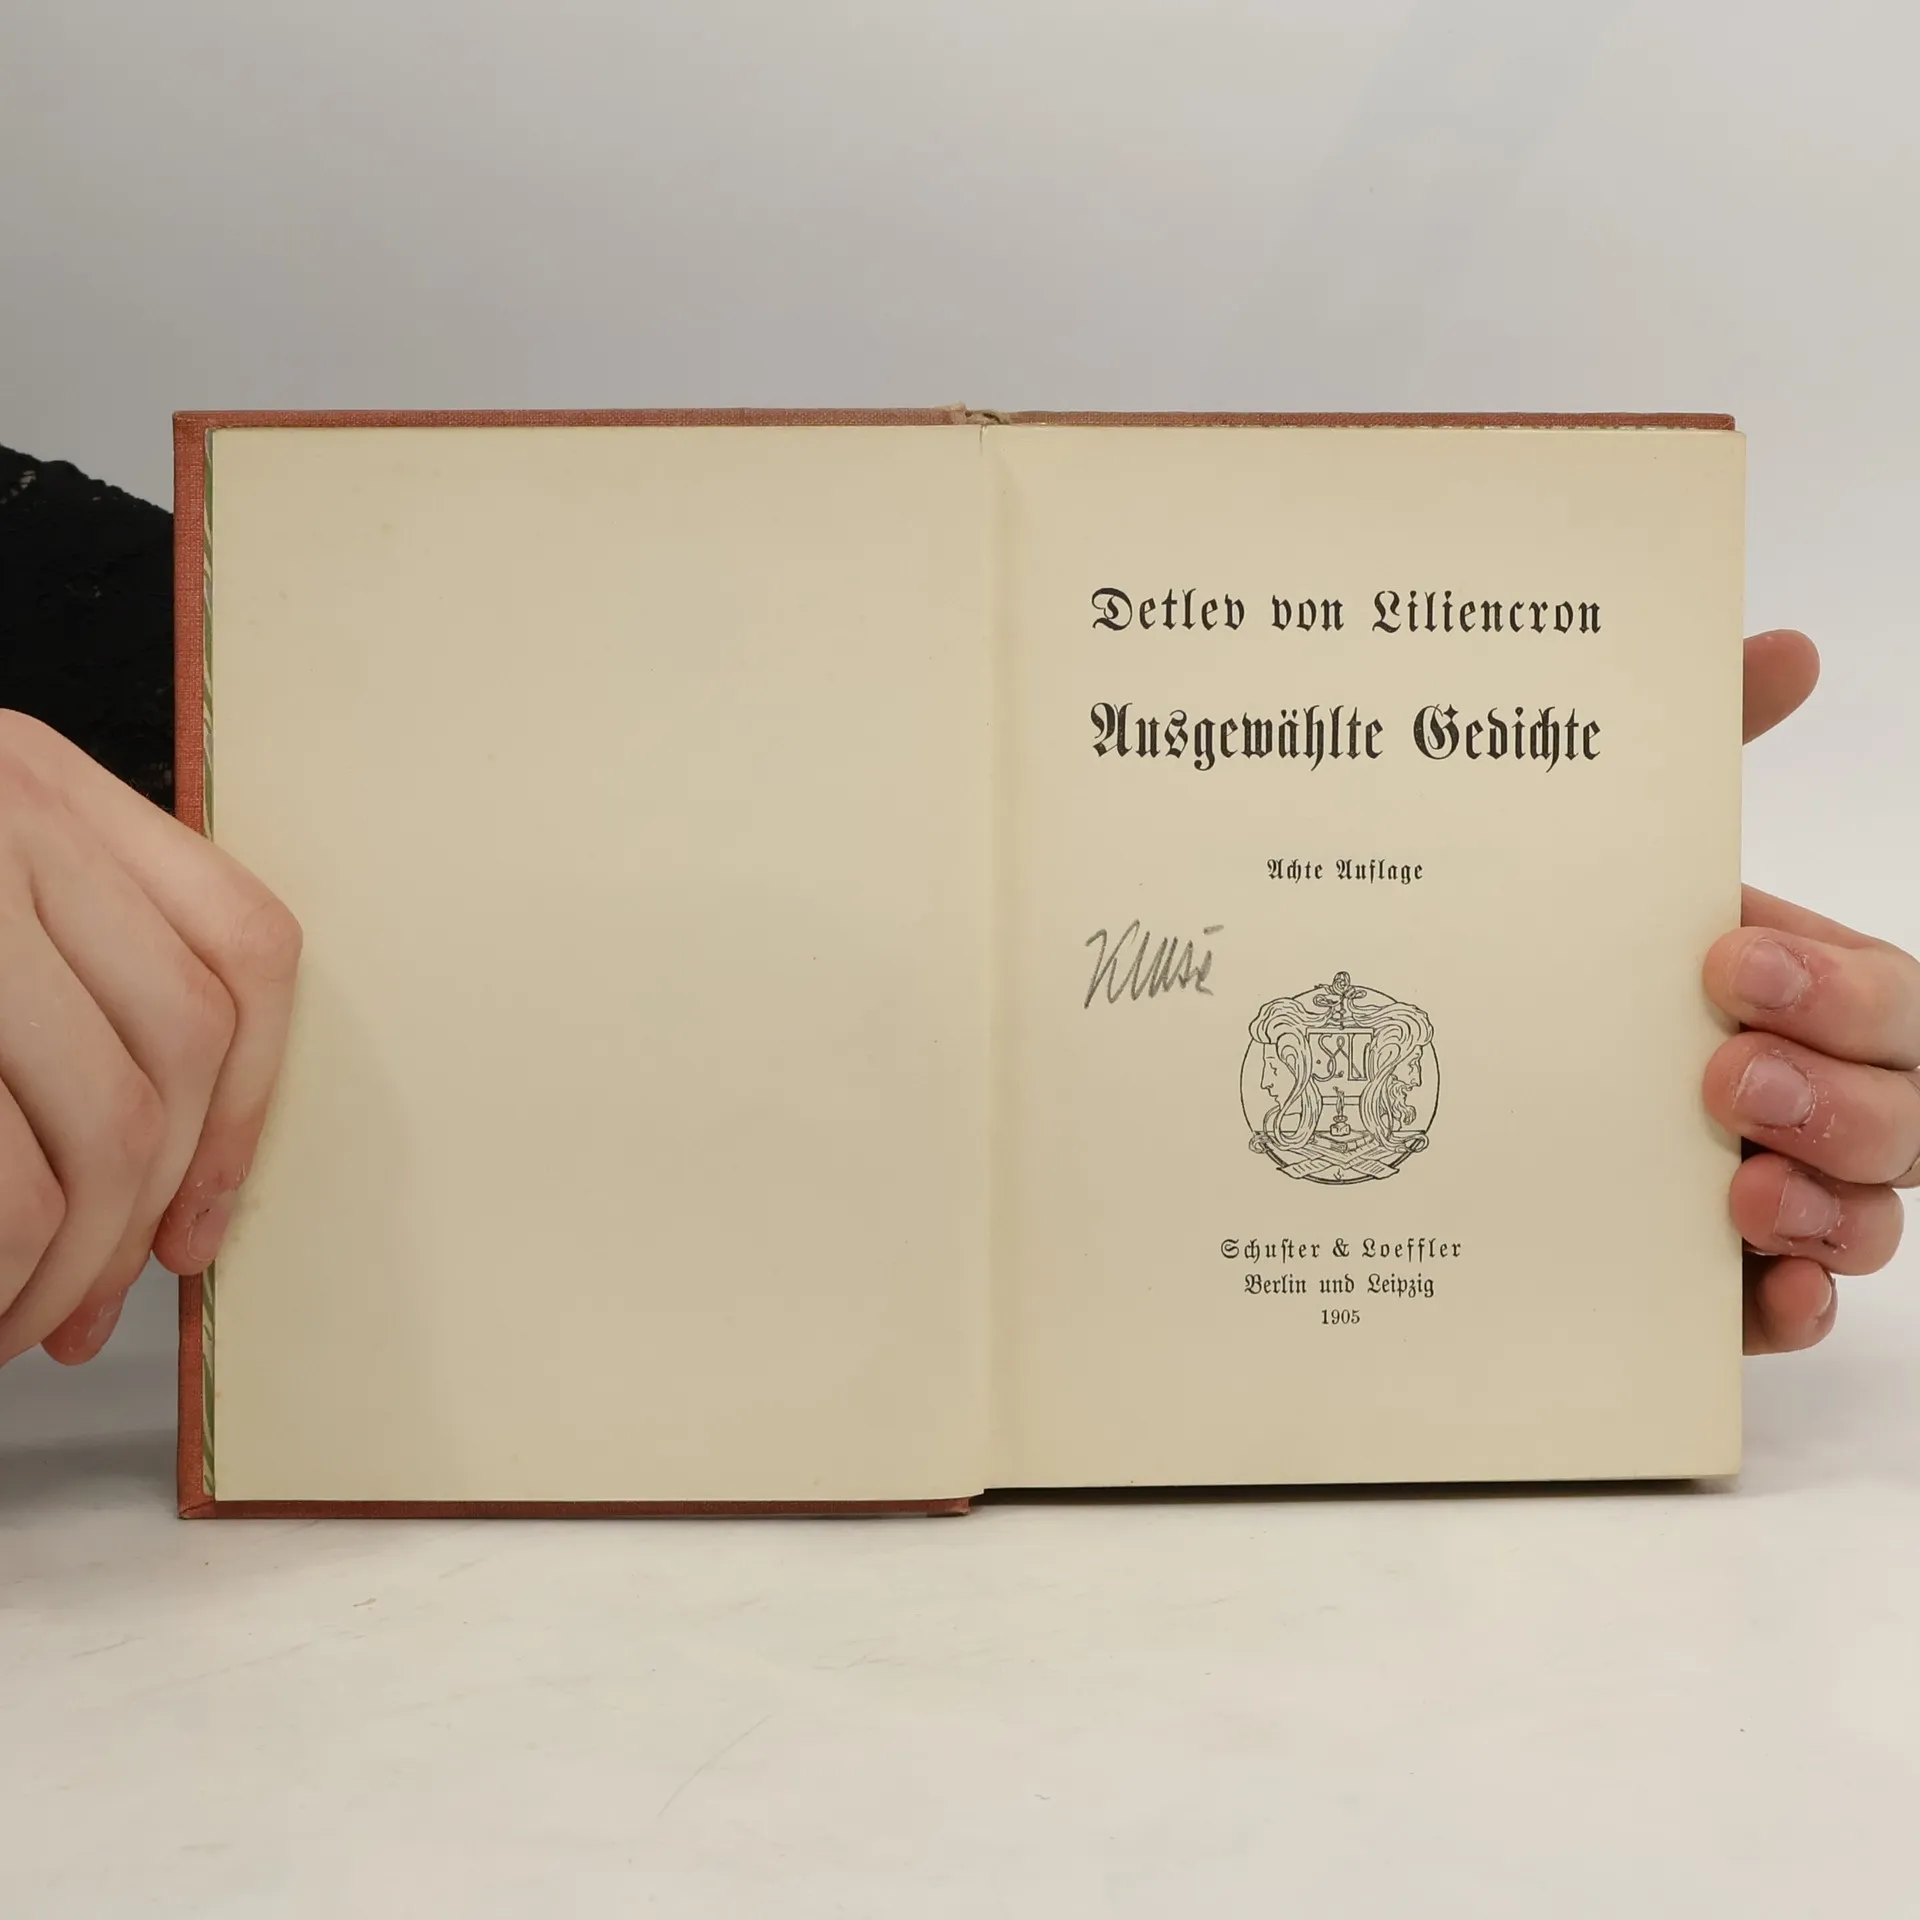 Detlev von Liliencron
Ausgewählte Gedichte
Achte Auflage
S. & L.
Schuster & Loeffler
Berlin und Leipzig
1905